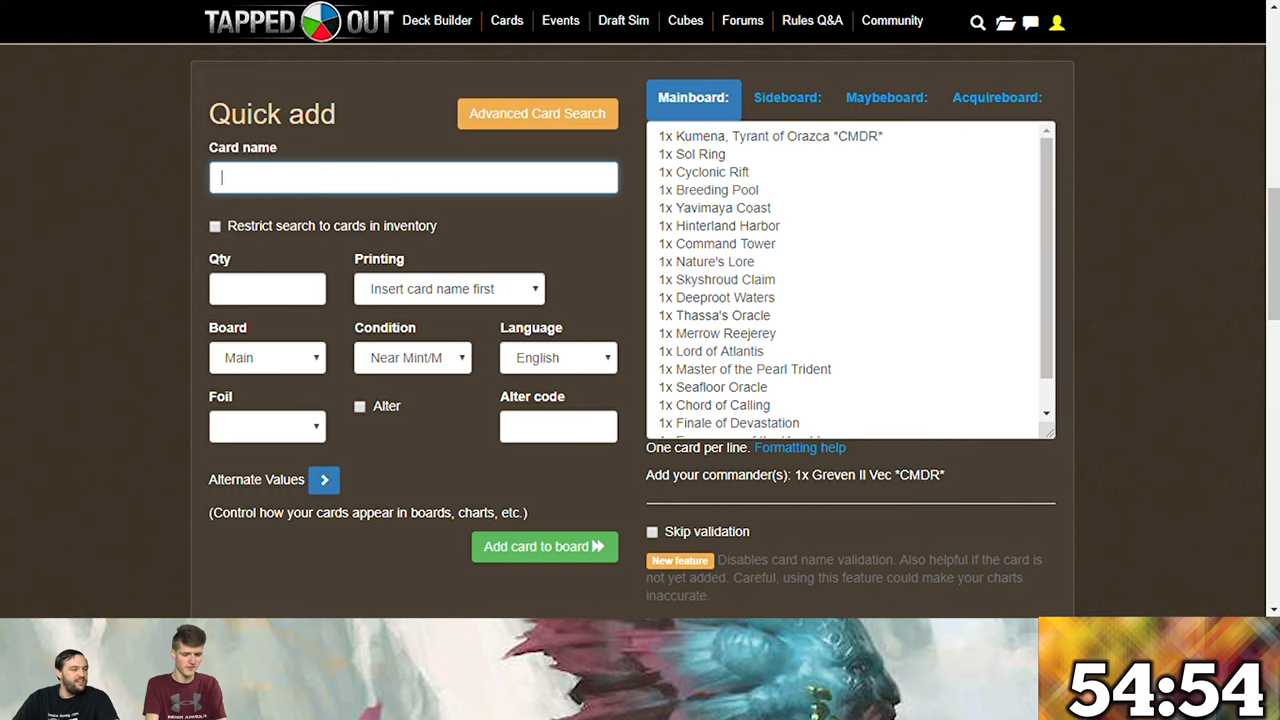 TAPPED OUT
Deck Builder
Cards
Events
Draft Sim
Cubes
Forums
Rules Q&A
Community
Quick add
Advanced Card Search
Card name
Restrict search to cards in inventory
Qty
Printing
Insert card name first
Board
Condition
Language
Main
Near Mint/M
English
Foil
Alter
Alter code
Alternate Values
(Control how your cards appear in boards, charts, etc.)
Add card to board
Mainboard:
Sideboard:
Maybeboard:
Acquireboard:
1x Kumena, Tyrant of Orazca *CMDR*
1x Sol Ring
1x Cyclonic Rift
1x Breeding Pool
1x Yavimaya Coast
1x Hinterland Harbor
1x Command Tower
1x Nature's Lore
1x Skyshroud Claim
1x Deeproot Waters
1x Thassa's Oracle
1x Merrow Reejerey
1x Lord of Atlantis
1x Master of the Pearl Trident
1x Seafloor Oracle
1x Chord of Calling
1x Finale of Devastation
One card per line. Formatting help
Add your commander(s): 1x Greven Il Vec *CMDR*
Skip validation
New feature Disables card name validation. Also helpful if the card is
not yet added. Careful, using this feature could make your charts
inaccurate.
UNDER ARMOUR
54:54